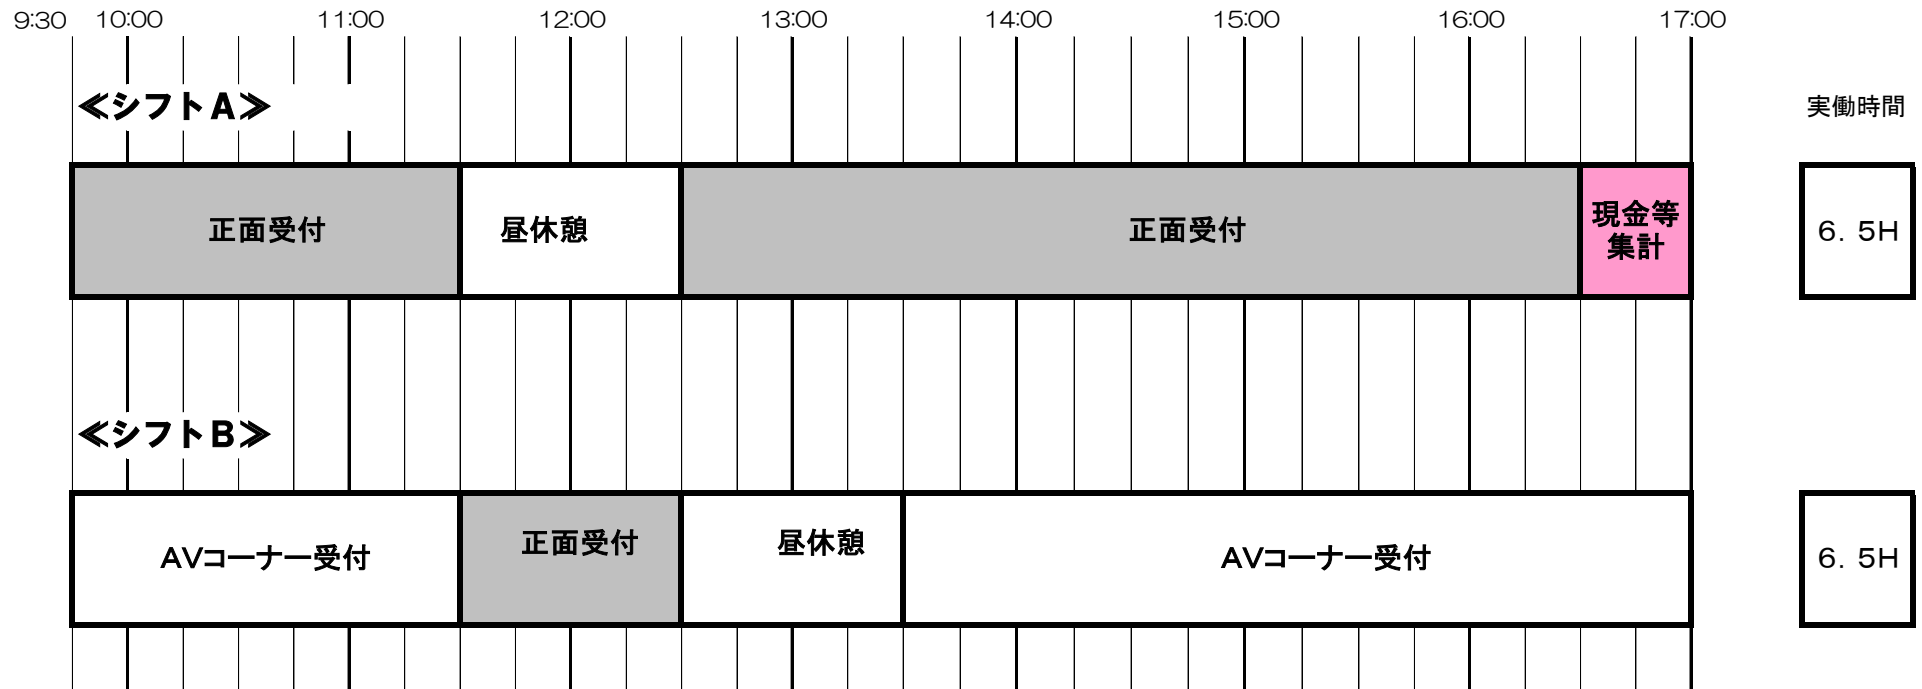 9:30 10:00 11:00 12:00 13:00 14:00 15:00 16:00 17:00
≪シフトA≫
実働時間
正面受付 昼休憩 正面受付 現金等
集計
6. 5H
≪シフトB≫
AVコーナー受付 正面受付 昼休憩 AVコーナー受付 6. 5H